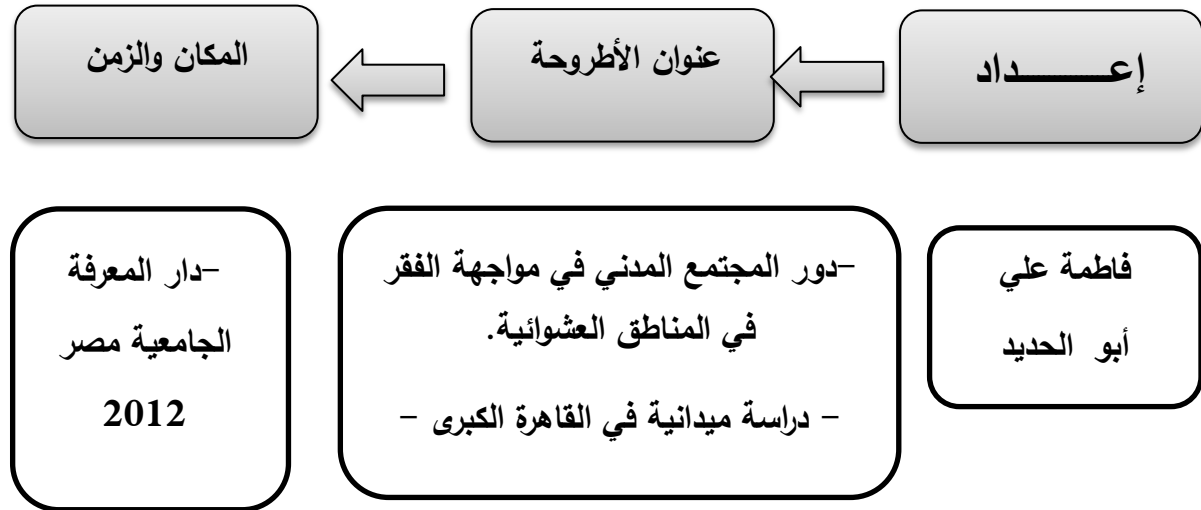 إعـــــــداد
عنوان الأطروحة
المكان والزمن
فاطمة علي
أبو الحديد
-دور المجتمع المدني في مواجهة الفقر
في المناطق العشوائية.
- دراسة ميدانية في القاهرة الكبرى -
-دار المعرفة
الجامعية مصر
2012